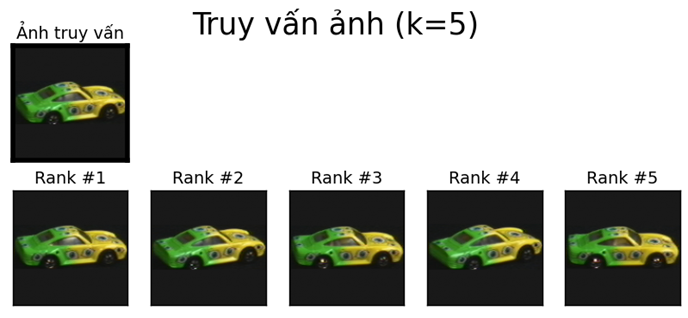 Truy vấn ảnh (k=5)
Ảnh truy vấn
Rank #1
Rank #2
Rank #3
Rank #4
Rank #5